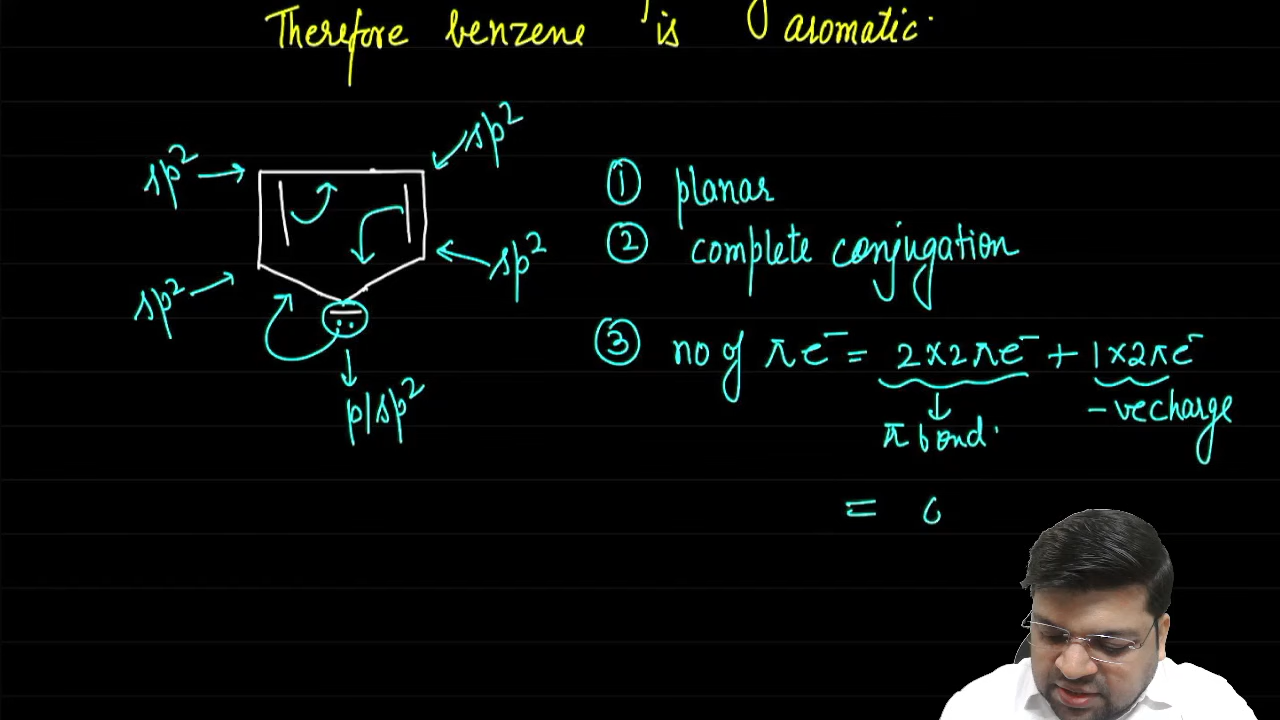 Therefore benzene is aromatic.
sp²
sp²
① planar
② complete conjugation
sp²
sp²
③ no of πe⁻ = 2×2πe⁻ + 1×2πe⁻
p/sp²
-ve charge
π bond.
=